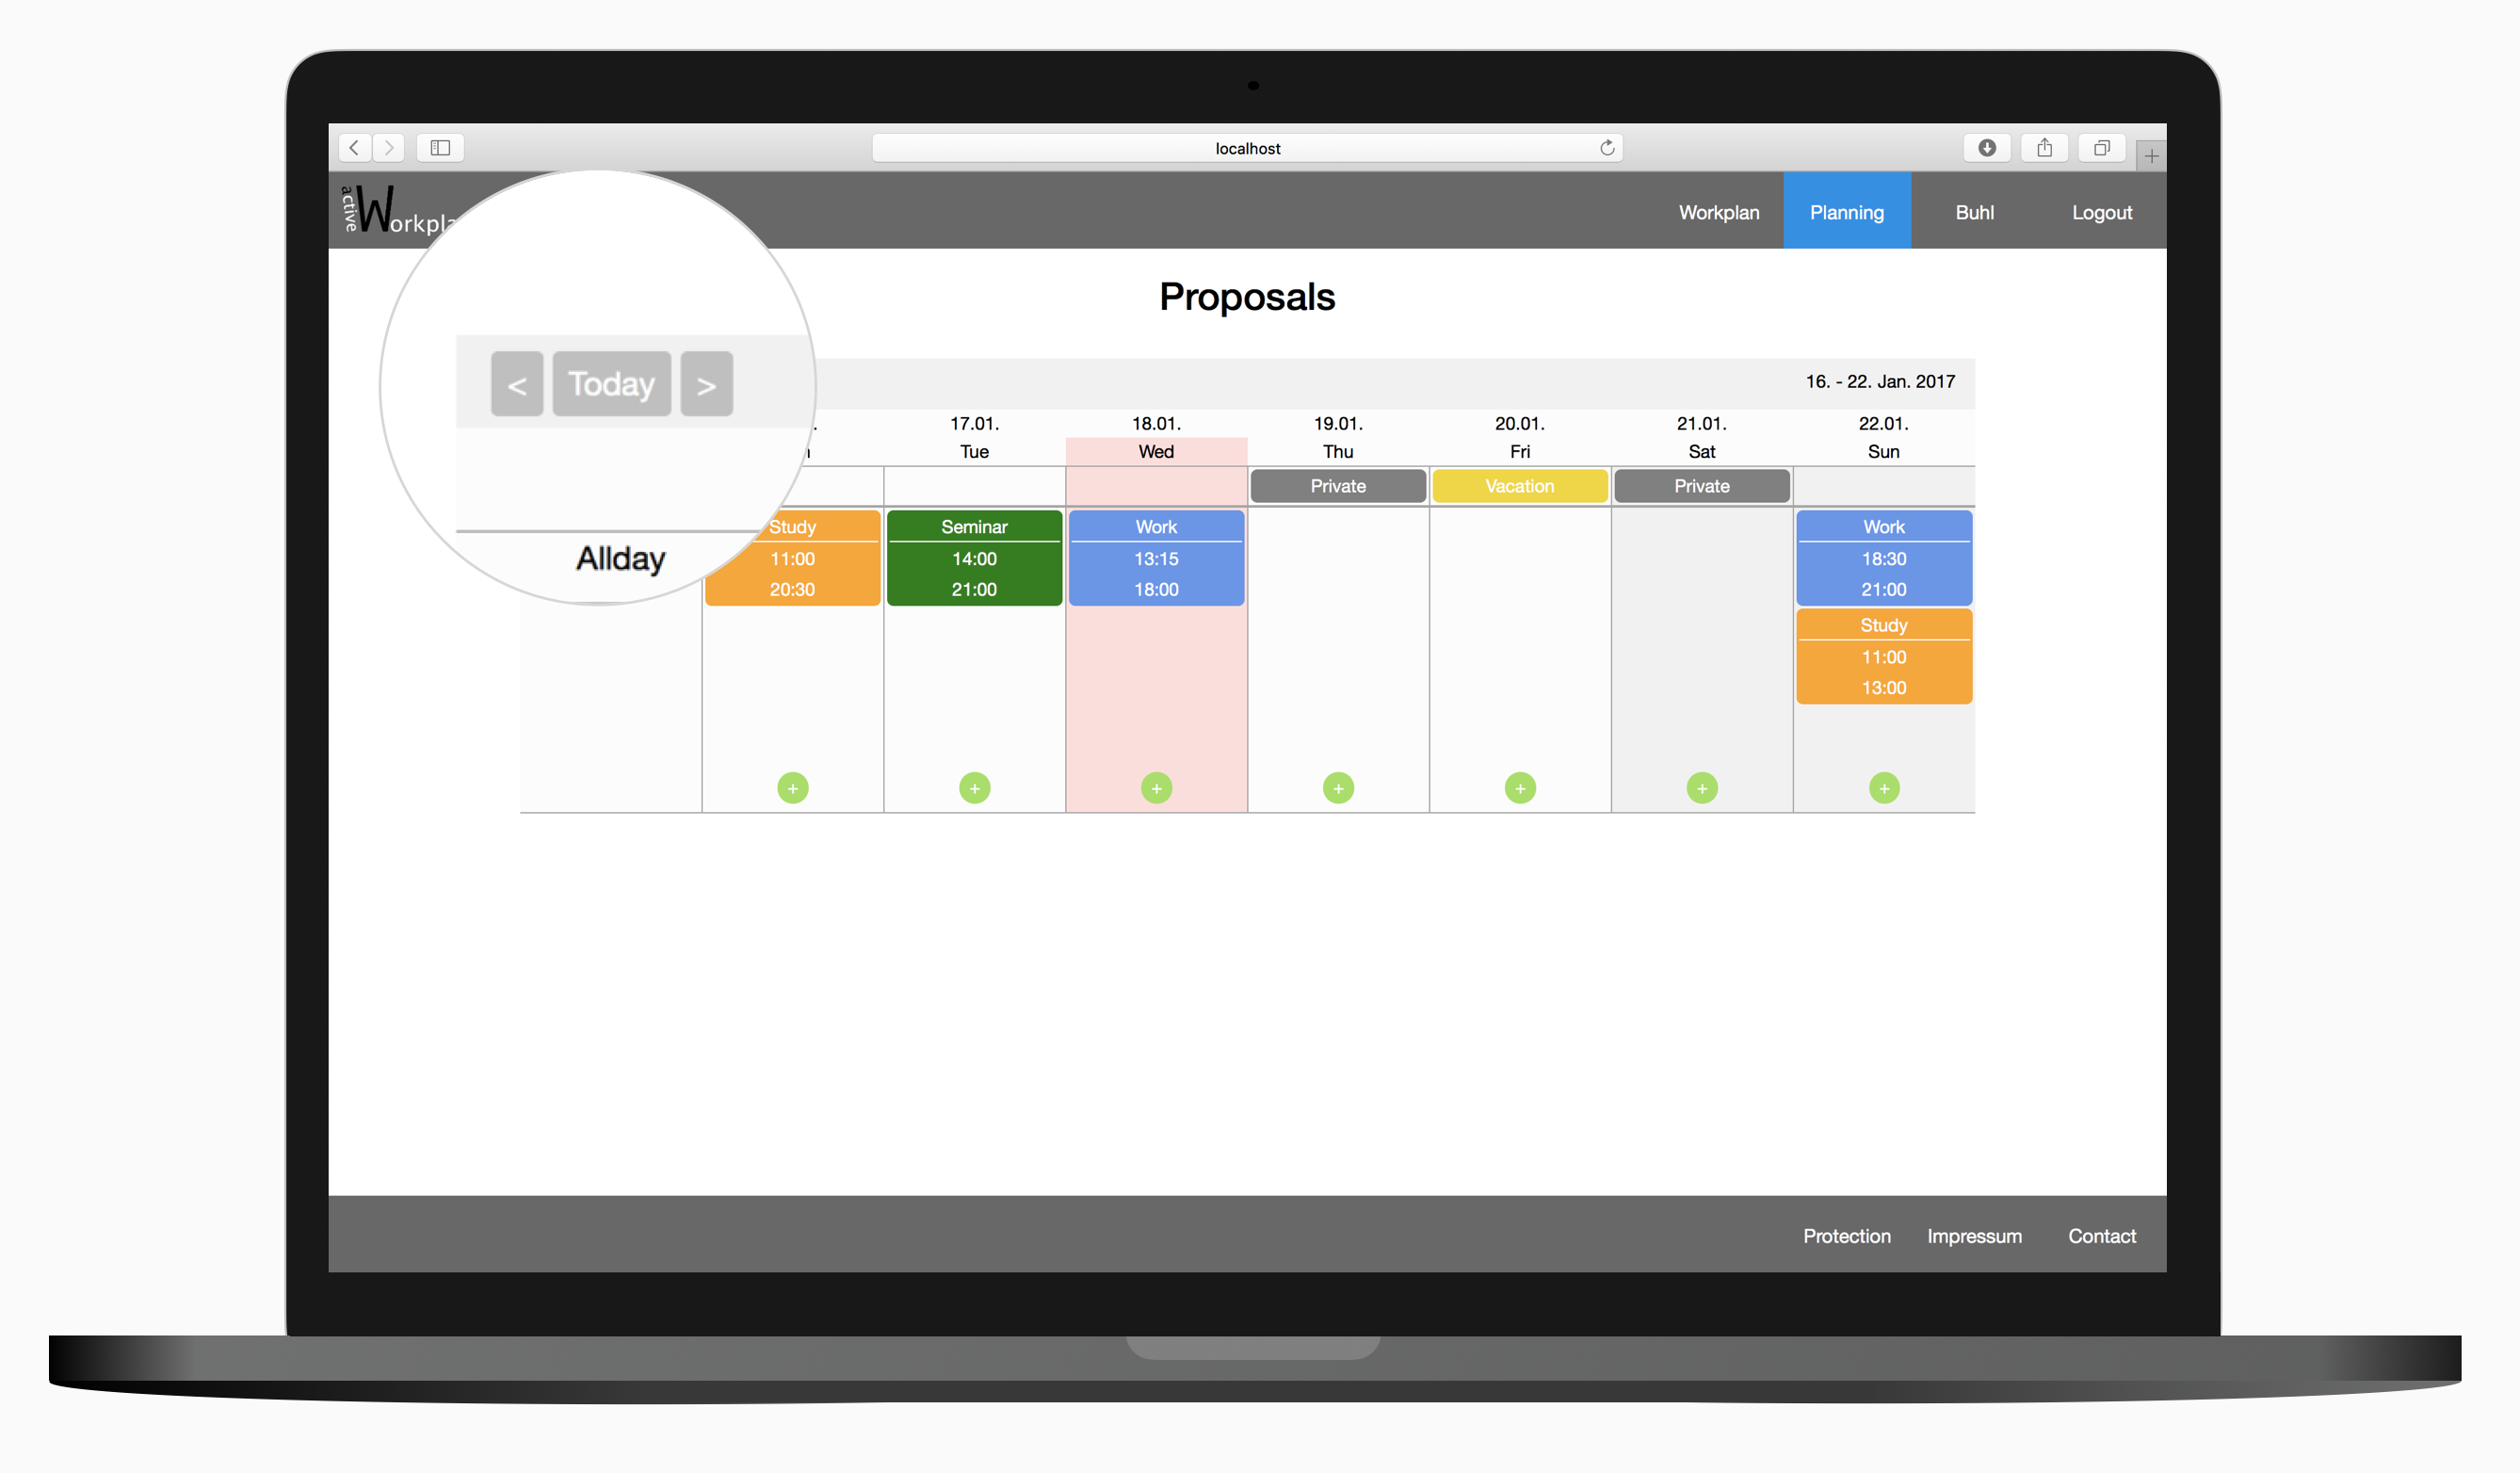 localhost
active Workpla
Workplan Planning Buhl Logout
Proposals
< Today >
16. - 22. Jan. 2017
17.01. 18.01. 19.01. 20.01. 21.01. 22.01.
Tue Wed Thu Fri Sat Sun
Allday
Private Vacation Private
Study Seminar Work Work
11:00 14:00 13:15 18:30
20:30 21:00 18:00 21:00
Study
11:00
13:00
+ + + + + + +
Protection Impressum Contact